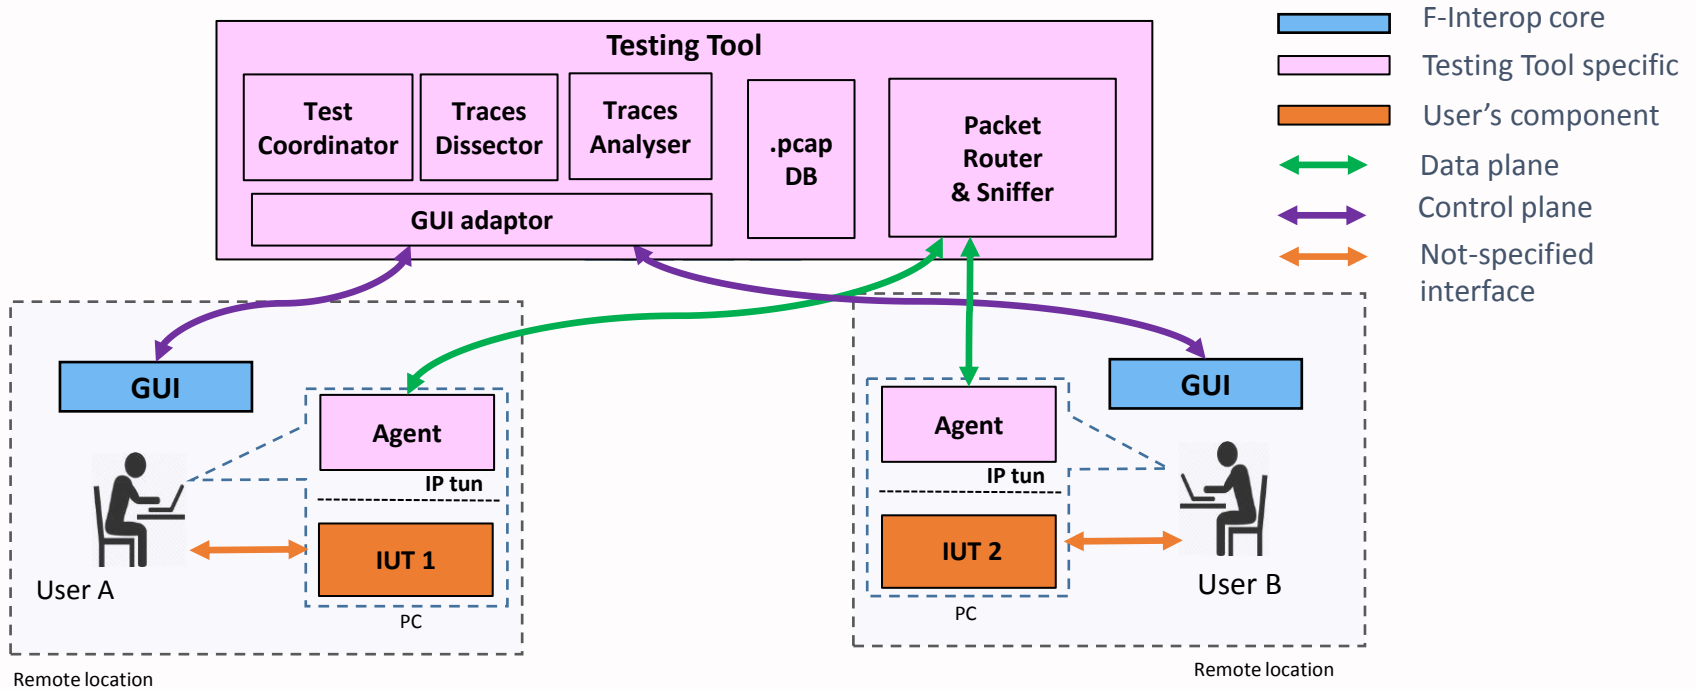 Testing Tool
Test
Coordinator
Traces
Dissector
Traces
Analyser
.pcap
DB
Packet
Router
& Sniffer
GUI adaptor
F-Interop core
Testing Tool specific
User's component
Data plane
Control plane
Not-specified
interface
GUI
Agent
IP tun
IUT 1
User A
PC
Remote location
Agent
IP tun
IUT 2
GUI
User B
PC
Remote location